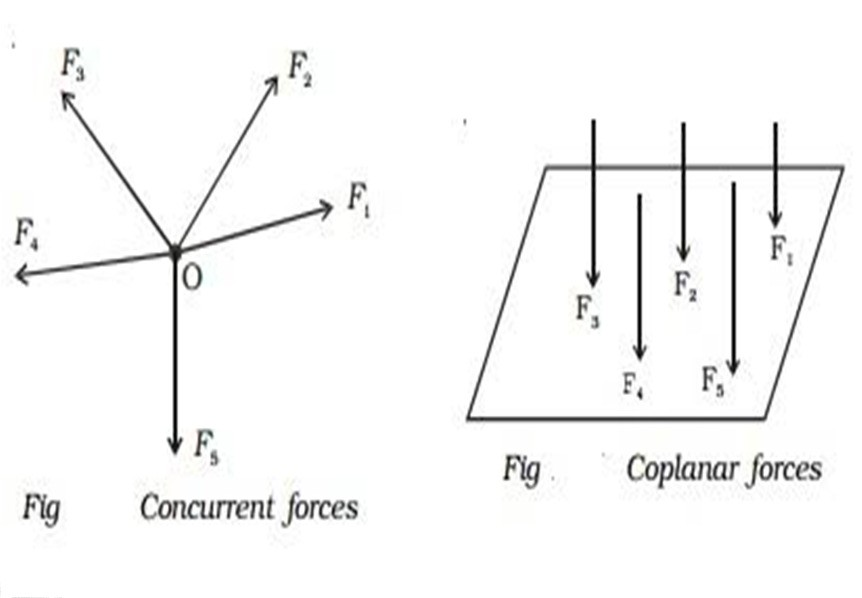 F₃
F₂
F₁
F₄
O
F₅
Fig Concurrent forces
F₁
F₂
F₃
F₄
F₅
Fig . Coplanar forces